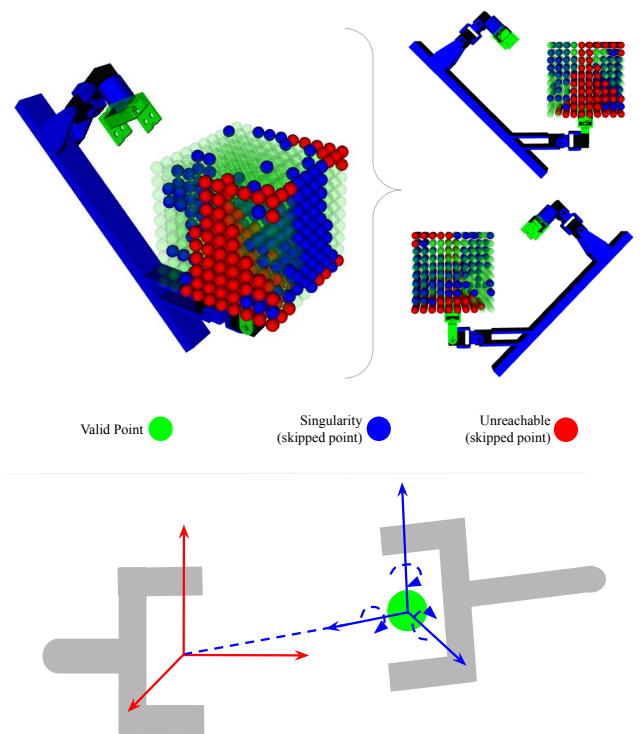 Valid Point
Singularity
(skipped point)
Unreachable
(skipped point)